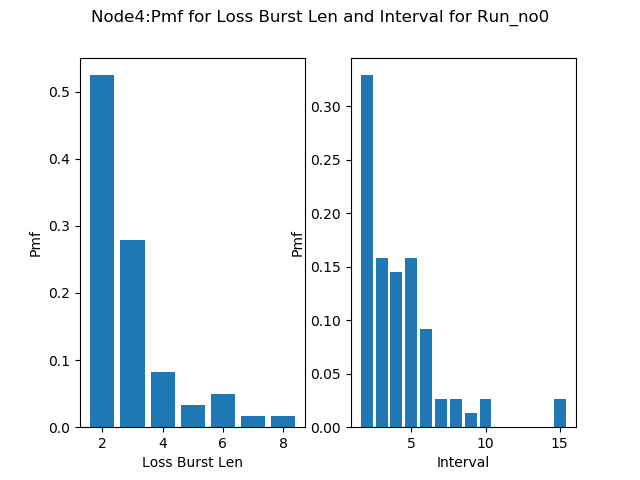 Node4:Pmf for Loss Burst Len and Interval for Run_no0
0.5
0.4
0.3
0.2
0.1
0.0
Pmf
2 4 6 8
Loss Burst Len
0.30
0.25
0.20
0.15
0.10
0.05
0.00
Pmf
5 10 15
Interval